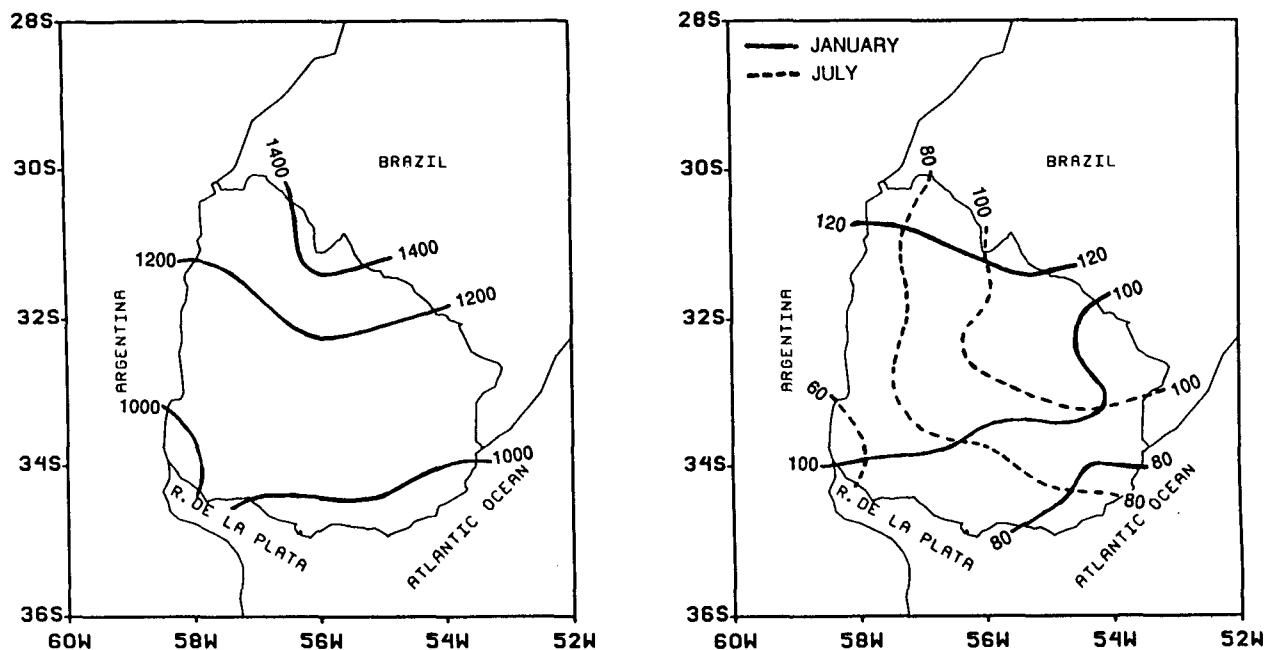 28S
30S
32S
34S
36S
60W 58W 56W 54W 52W
BRAZIL
ARGENTINA
R. DE LA PLATA
ATLANTIC OCEAN
1400
1400
1200
1200
1000
1000
28S
30S
32S
34S
36S
60W 58W 56W 54W 52W
JANUARY
JULY
BRAZIL
ARGENTINA
R. DE LA PLATA
ATLANTIC OCEAN
80
100
120
120
100
60
100
100
80
80
80